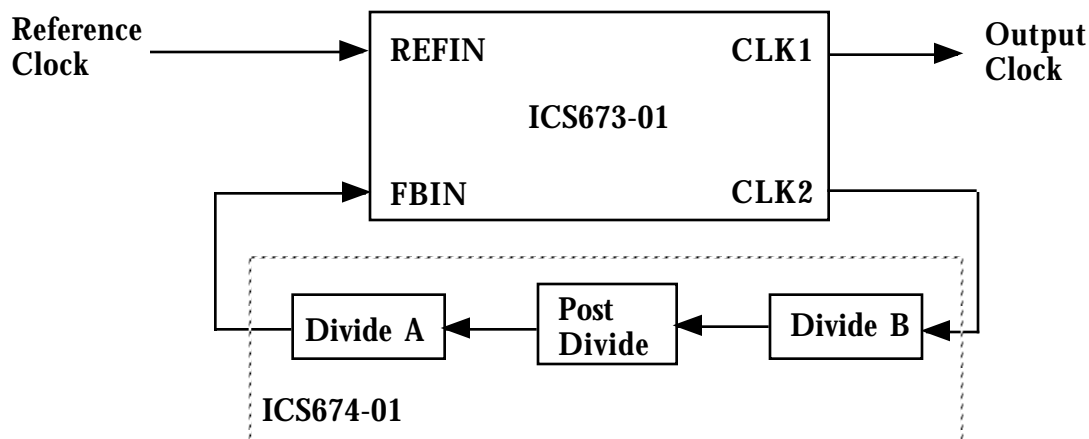 Reference
Clock
REFIN
CLK1
Output
Clock
ICS673-01
FBIN
CLK2
Divide A
Post
Divide
Divide B
ICS674-01